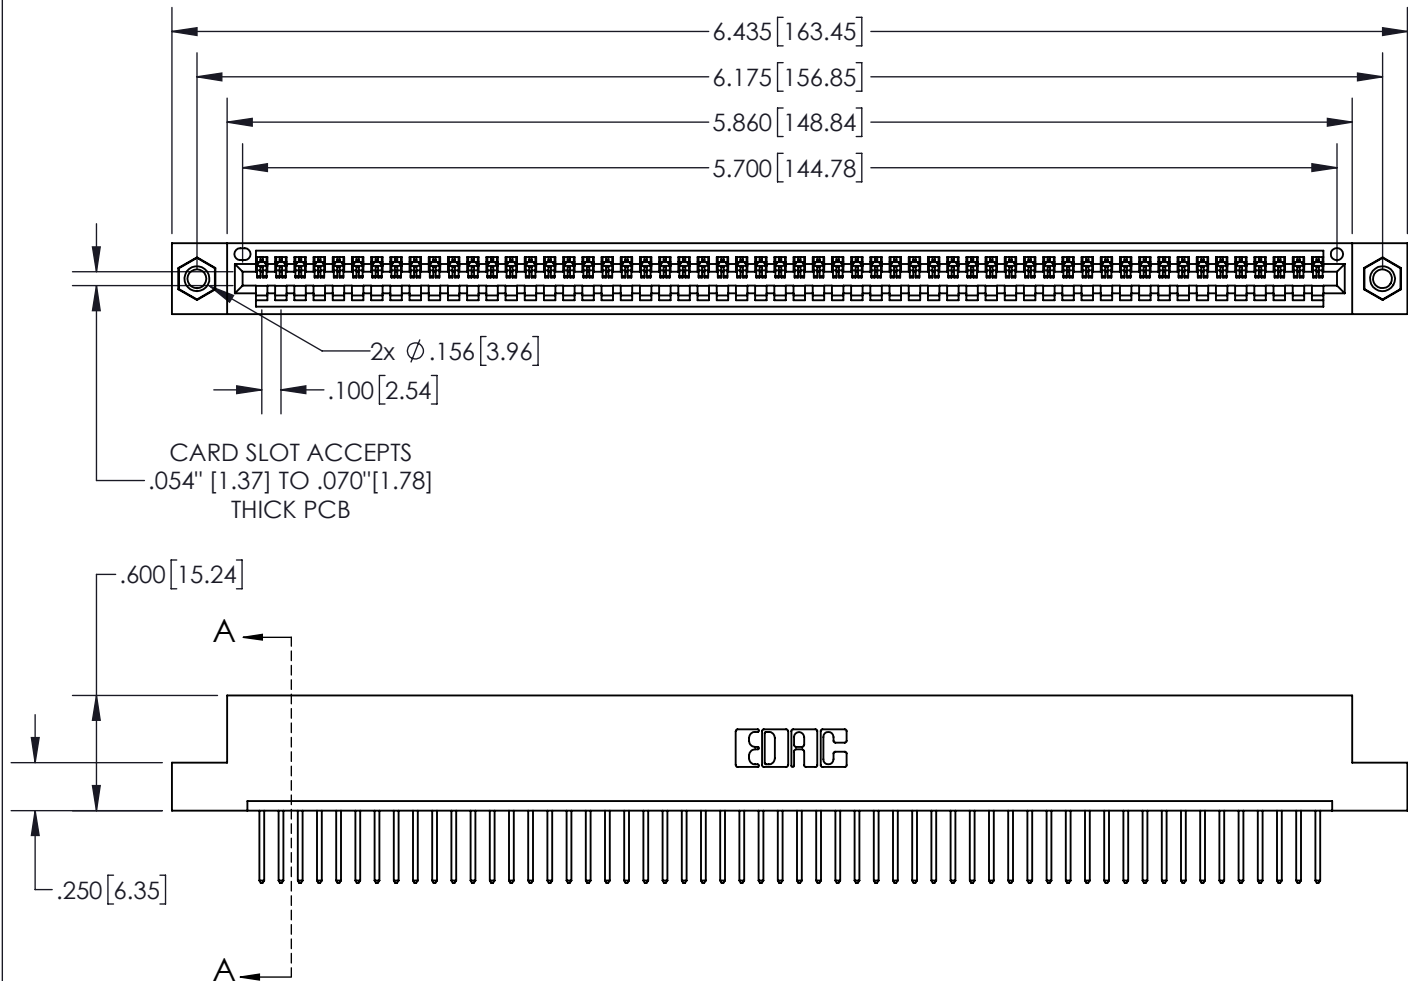 6.435[163.45]
6.175[156.85]
5.860[148.84]
5.700[144.78]
2x Ø.156[3.96]
.100[2.54]
CARD SLOT ACCEPTS
.054" [1.37] TO .070"[1.78]
THICK PCB
.600[15.24]
A
EDAC
.250[6.35]
A